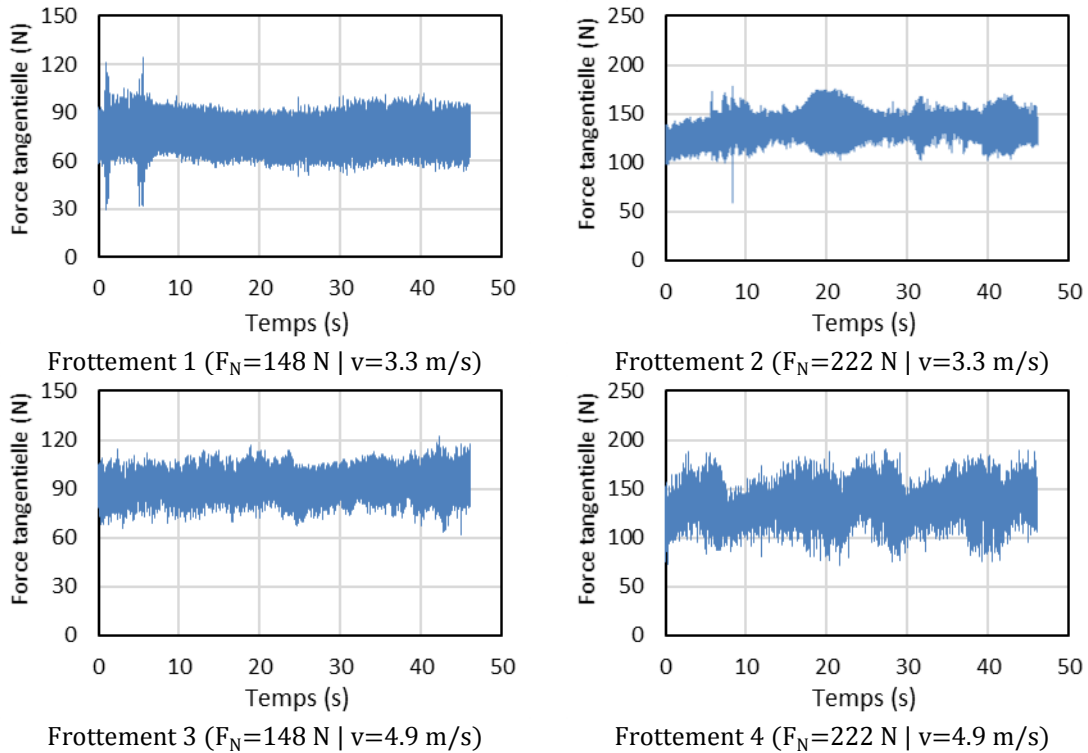 Force tangentielle (N)
150
120
90
60
30
0
0 10 20 30 40 50
Temps (s)
Frottement 1 (F_N=148 N | v=3.3 m/s)
Force tangentielle (N)
250
200
150
100
50
0
0 10 20 30 40 50
Temps (s)
Frottement 2 (F_N=222 N | v=3.3 m/s)
Force tangentielle (N)
150
120
90
60
30
0
0 10 20 30 40 50
Temps (s)
Frottement 3 (F_N=148 N | v=4.9 m/s)
Force tangentielle (N)
250
200
150
100
50
0
0 10 20 30 40 50
Temps (s)
Frottement 4 (F_N=222 N | v=4.9 m/s)